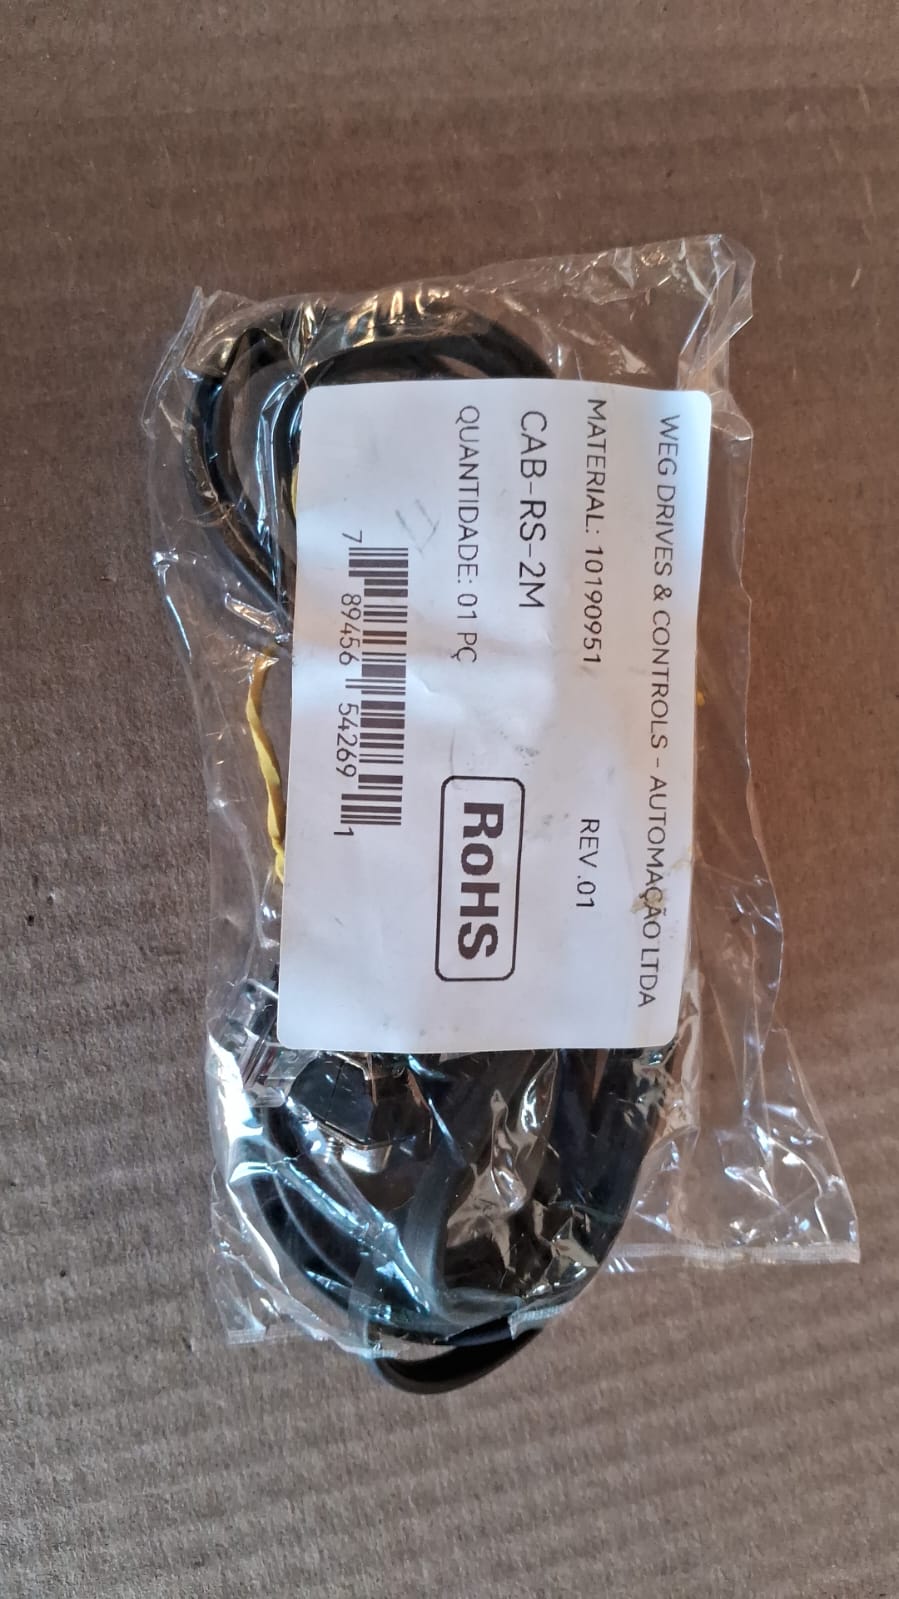 WEG DRIVES & CONTROLS - AUTOMAÇÃO LTDA
MATERIAL: 10190951 REV .01
CAB-RS-2M
QUANTIDADE: 01 PÇ
RoHS
7 89456 54269 1